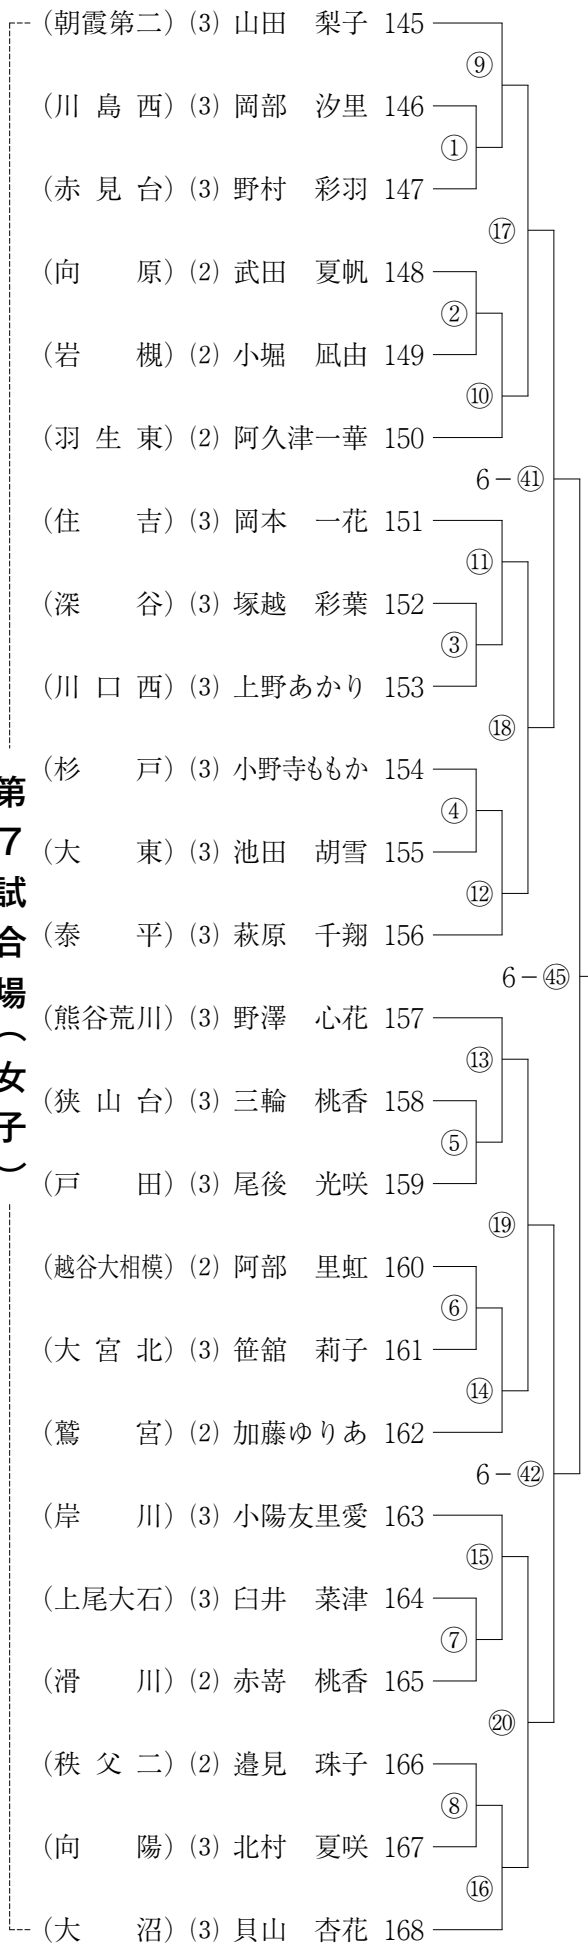 (朝霞第二) (3) 山田 梨子 145
⑨
(川島西) (3) 岡部 汐里 146
①
(赤見台) (3) 野村 彩羽 147
⑰
(向原) (2) 武田 夏帆 148
②
(岩槻) (2) 小堀 凪由 149
⑩
(羽生東) (2) 阿久津一華 150
6－㊶
(住吉) (3) 岡本 一花 151
⑪
(深谷) (3) 塚越 彩葉 152
③
(川口西) (3) 上野あかり 153
⑱
(杉戸) (3) 小野寺ももか 154
④
(大東) (3) 池田 胡雪 155
⑫
(泰平) (3) 萩原 千翔 156
6－㊺
第7試合場（女子）
(熊谷荒川) (3) 野澤 心花 157
⑬
(狭山台) (3) 三輪 桃香 158
⑤
(戸田) (3) 尾後 光咲 159
⑲
(越谷大相模) (2) 阿部 里虹 160
⑥
(大宮北) (3) 笹舘 莉子 161
⑭
(鷲宮) (2) 加藤ゆりあ 162
6－㊷
(岸川) (3) 小陽友里愛 163
⑮
(上尾大石) (3) 臼井 菜津 164
⑦
(滑川) (2) 赤嵜 桃香 165
⑳
(秩父二) (2) 邉見 珠子 166
⑧
(向陽) (3) 北村 夏咲 167
⑯
(大沼) (3) 貝山 杏花 168